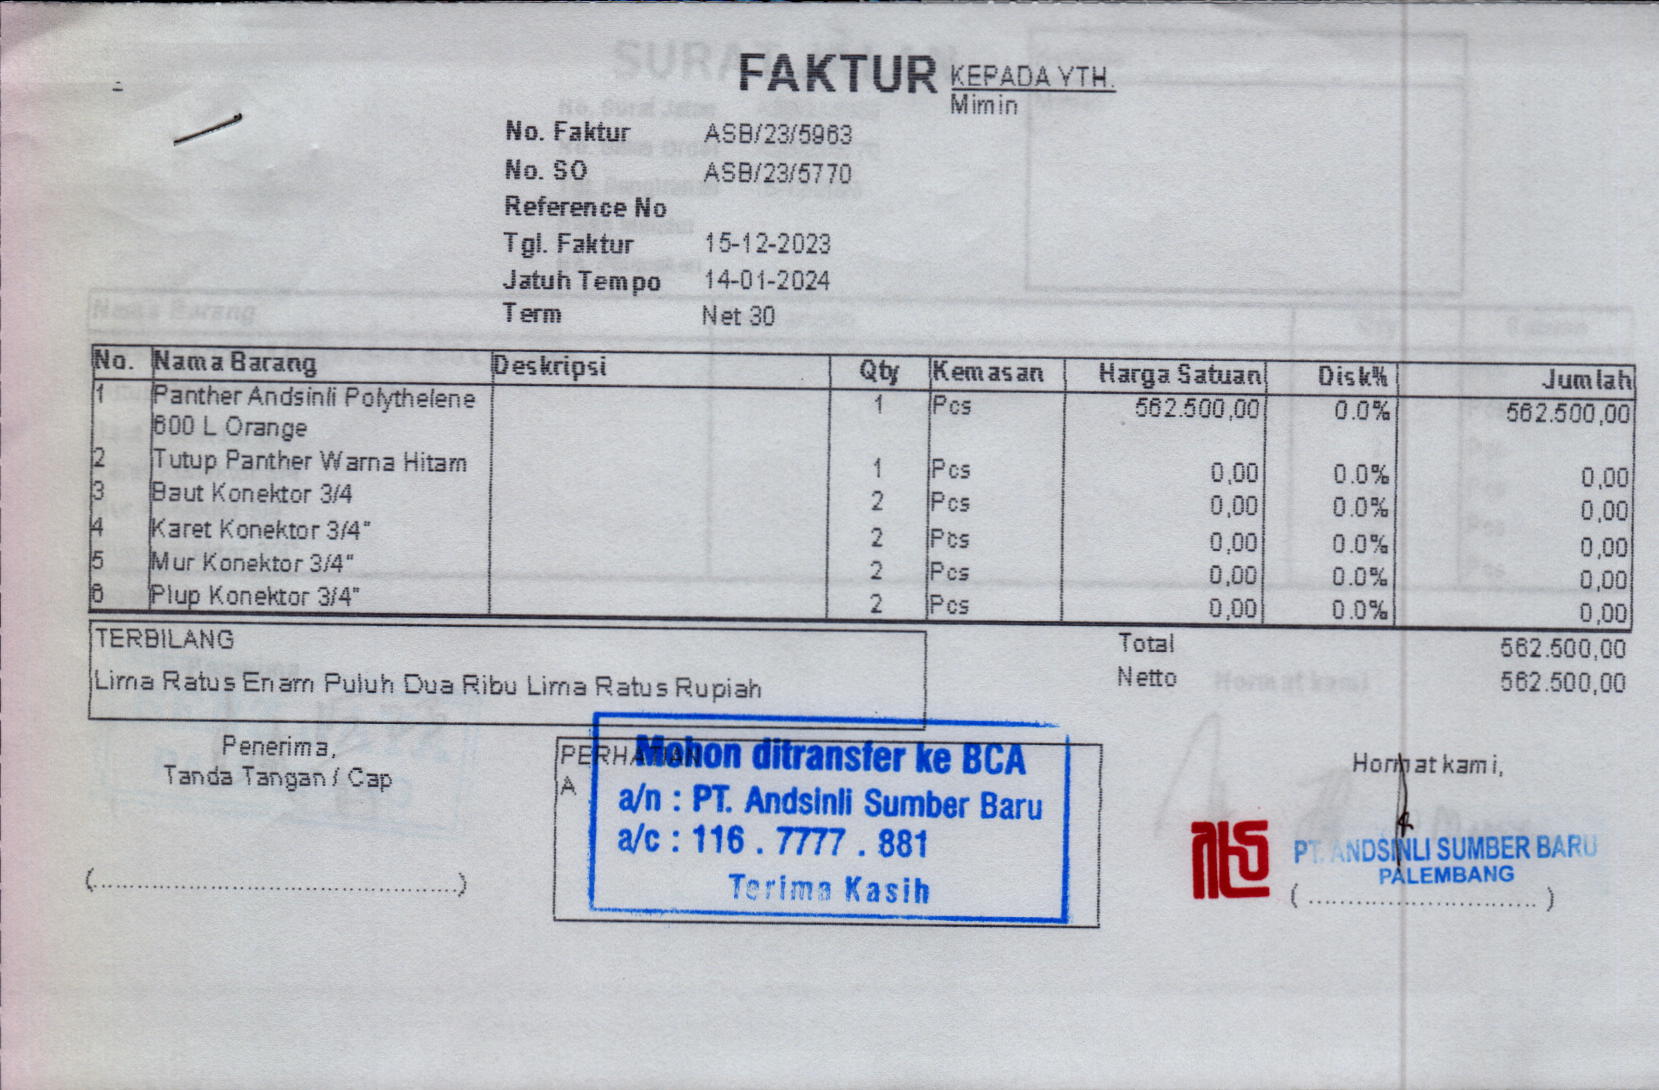 FAKTUR
KEPADA YTH.
Mimin
No. Faktur ASB/23/5963
No. SO ASB/23/5770
Reference No
Tgl. Faktur 15-12-2023
Jatuh Tempo 14-01-2024
Term Net 30
No. Nama Barang Deskripsi Qty Kemasan Harga Satuan Disk% Jumlah
1 Panther Andsinli Polythelene 1 Pcs 562.500,00 0.0% 562.500,00
600 L Orange
2 Tutup Panther Warna Hitam 1 Pcs 0,00 0.0% 0,00
3 Baut Konektor 3/4 2 Pcs 0,00 0.0% 0,00
4 Karet Konektor 3/4" 2 Pcs 0,00 0.0% 0,00
5 Mur Konektor 3/4" 2 Pcs 0,00 0.0% 0,00
6 Plup Konektor 3/4" 2 Pcs 0,00 0.0% 0,00
TERBILANG
Lima Ratus Enam Puluh Dua Ribu Lima Ratus Rupiah
Total 562.500,00
Netto 562.500,00
Penerima,
Tanda Tangan / Cap
(..................................................)
PERHATIAN
A
Mohon ditransfer ke BCA
a/n : PT. Andsinli Sumber Baru
a/c : 116 . 7777 . 881
Terima Kasih
Hormat kami,
PT. ANDSINLI SUMBER BARU
PALEMBANG
( ................................ )